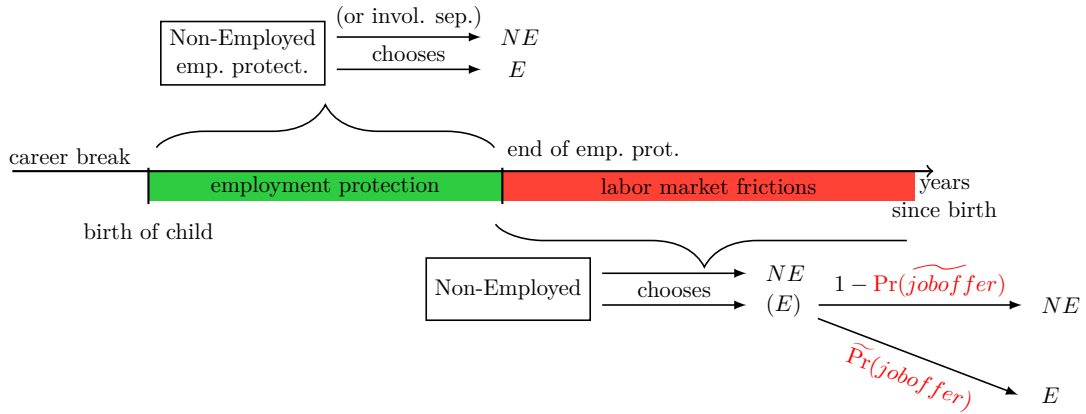 (or invol. sep.)
Non-Employed
emp. protect.
NE
chooses
E
career break
end of emp. prot.
employment protection
labor market frictions
years
since birth
birth of child
Non-Employed
NE
chooses
(E)
1 − Pr(joboffer)
NE
Pr(joboffer)
E